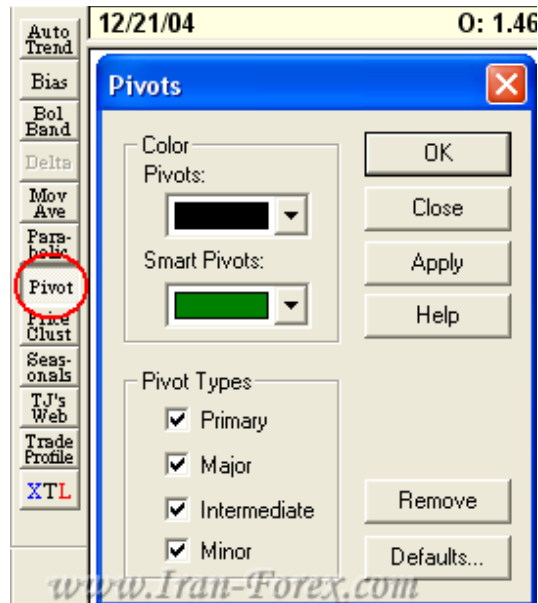 Auto
Trend
Bias
Bol
Band
Delta
Mov
Ave
Para-
bolic
Pivot
Price
Clust
Seas-
onals
TJ's
Web
Trade
Profile
XTL
12/21/04 O: 1.46
Pivots
Color
Pivots:
Smart Pivots:
Pivot Types
Primary
Major
Intermediate
Minor
OK
Close
Apply
Help
Remove
Defaults...
www.Iran-Forex.com